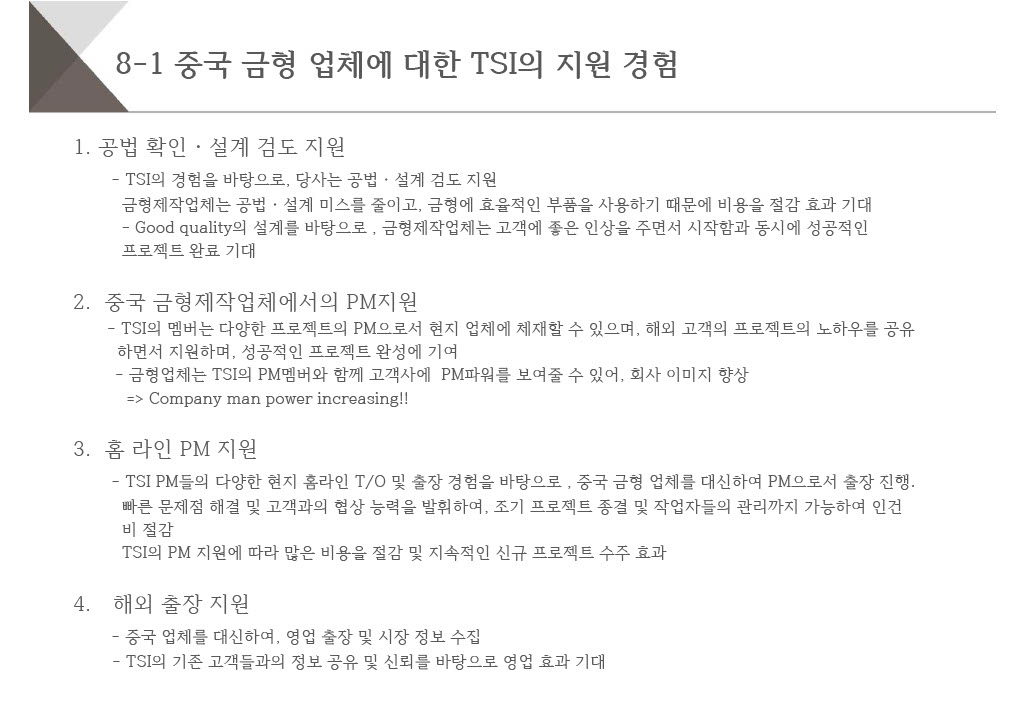 8-1 중국 금형 업체에 대한 TSI의 지원 경험
1. 공법 확인 · 설계 검도 지원
- TSI의 경험을 바탕으로, 당사는 공법 · 설계 검도 지원
금형제작업체는 공법 · 설계 미스를 줄이고, 금형에 효율적인 부품을 사용하기 때문에 비용을 절감 효과 기대
- Good quality의 설계를 바탕으로 , 금형제작업체는 고객에 좋은 인상을 주면서 시작함과 동시에 성공적인
프로젝트 완료 기대
2. 중국 금형제작업체에서의 PM지원
- TSI의 멤버는 다양한 프로젝트의 PM으로서 현지 업체에 체재할 수 있으며, 해외 고객의 프로젝트의 노하우를 공유
하면서 지원하며, 성공적인 프로젝트 완성에 기여
- 금형업체는 TSI의 PM멤버와 함께 고객사에 PM파워를 보여줄 수 있어, 회사 이미지 향상
=> Company man power increasing!!
3. 홈 라인 PM 지원
- TSI PM들의 다양한 현지 홈라인 T/O 및 출장 경험을 바탕으로 , 중국 금형 업체를 대신하여 PM으로서 출장 진행.
빠른 문제점 해결 및 고객과의 협상 능력을 발휘하여, 조기 프로젝트 종결 및 작업자들의 관리까지 가능하여 인건
비 절감
TSI의 PM 지원에 따라 많은 비용을 절감 및 지속적인 신규 프로젝트 수주 효과
4. 해외 출장 지원
- 중국 업체를 대신하여, 영업 출장 및 시장 정보 수집
- TSI의 기존 고객들과의 정보 공유 및 신뢰를 바탕으로 영업 효과 기대